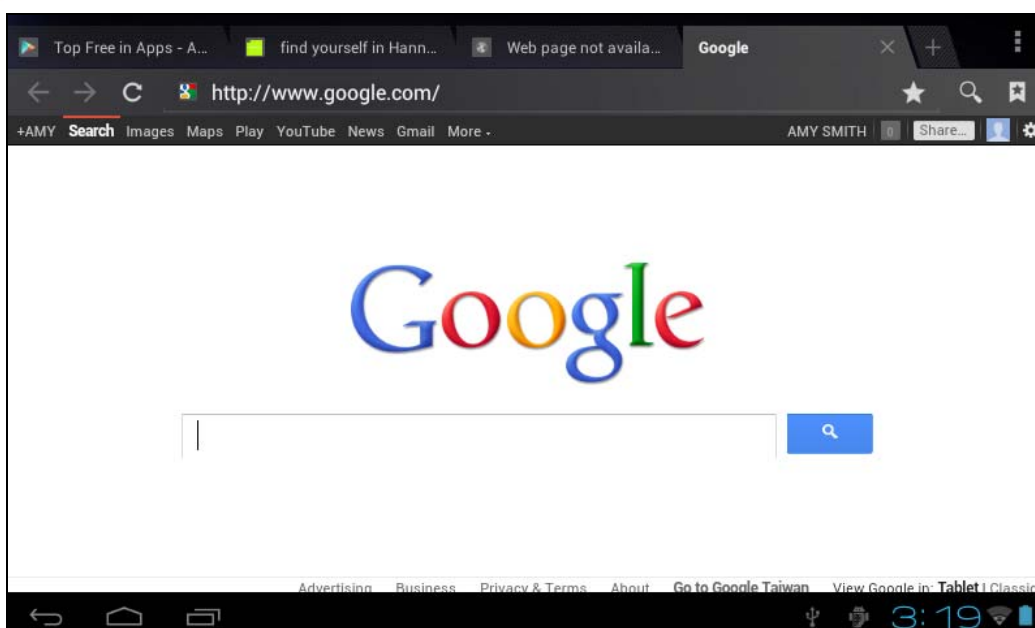 Top Free in Apps - A... find yourself in Hann... Web page not availa... Google
http://www.google.com/
+AMY Search Images Maps Play YouTube News Gmail More AMY SMITH 0 Share...
Google
Advertising Business Privacy & Terms About Go to Google Taiwan View Google in: Tablet | Classic
3:19